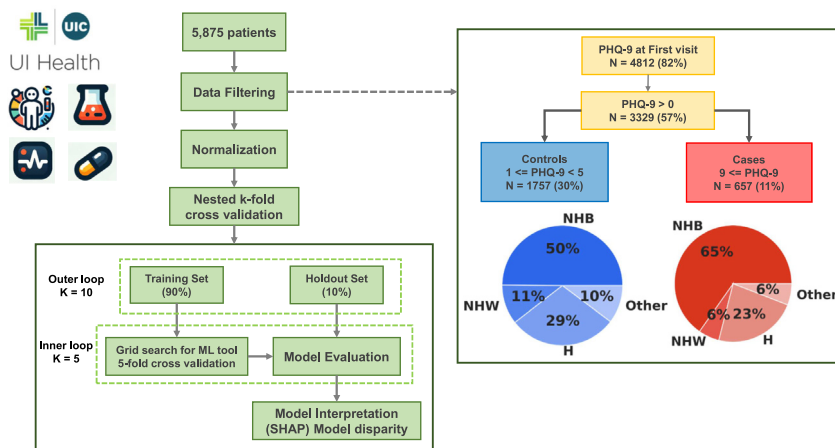 UIC
UI Health
5,875 patients
Data Filtering
Normalization
Nested k-fold
cross validation
Outer loop
K = 10
Training Set
(90%)
Holdout Set
(10%)
Inner loop
K = 5
Grid search for ML tool
5-fold cross validation
Model Evaluation
Model Interpretation
(SHAP) Model disparity
PHQ-9 at First visit
N = 4812 (82%)
PHQ-9 > 0
N = 3329 (57%)
Controls
1 <= PHQ-9 < 5
N = 1757 (30%)
Cases
9 <= PHQ-9
N = 657 (11%)
NHB
50%
NHW
11%
29%
H
10%
Other
NHB
65%
NHW
6%
23%
H
6%
Other